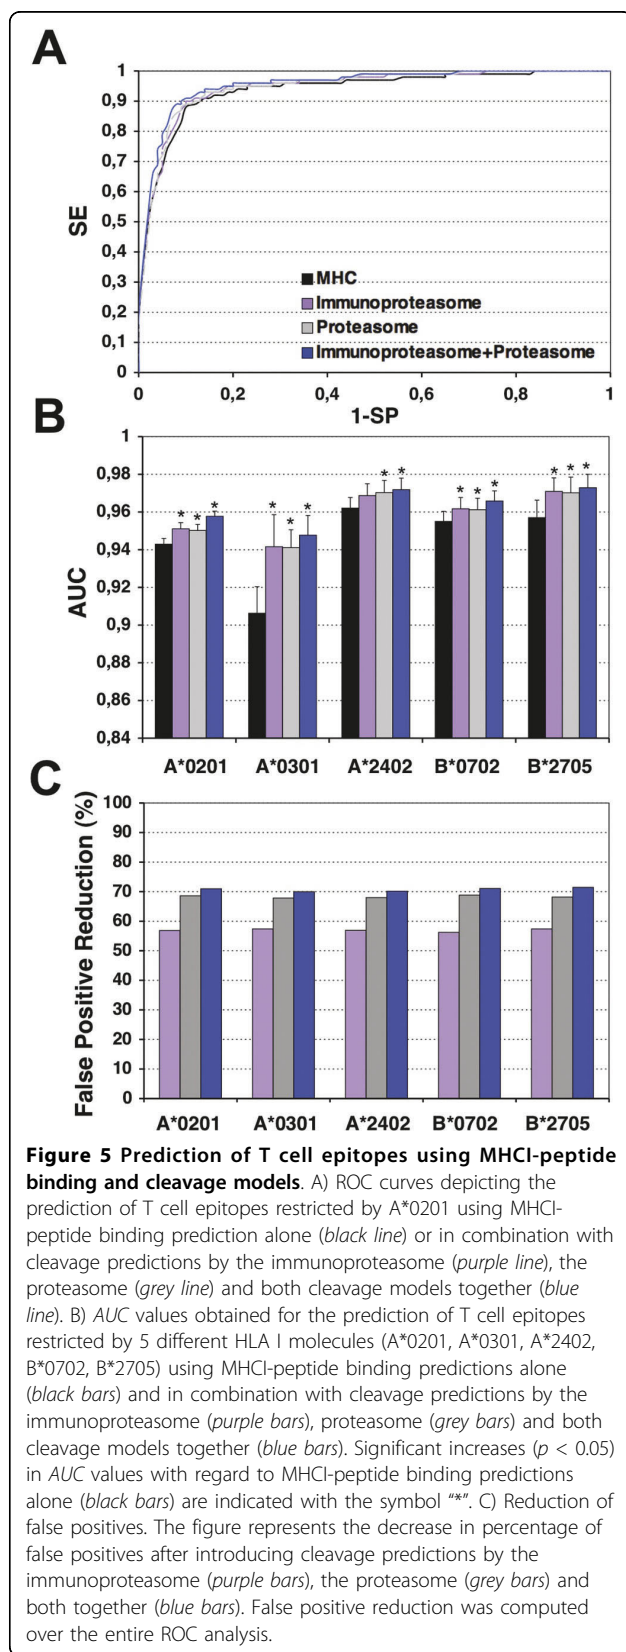 A
1
0,9
0,8
0,7
0,6
0,5
0,4
0,3
0,2
0,1
0
SE
MHC
Immunoproteasome
Proteasome
Immunoproteasome+Proteasome
0 0,2 0,4 0,6 0,8 1
1-SP
B
1
0,98
0,96
0,94
0,92
0,9
0,88
0,86
0,84
AUC
* * *
* * *
* *
* * *
* * *
A*0201 A*0301 A*2402 B*0702 B*2705
C
100
90
80
70
60
50
40
30
20
10
0
False Positive Reduction (%)
A*0201 A*0301 A*2402 B*0702 B*2705
Figure 5 Prediction of T cell epitopes using MHCI-peptide
binding and cleavage models. A) ROC curves depicting the
prediction of T cell epitopes restricted by A*0201 using MHCI-
peptide binding prediction alone (black line) or in combination with
cleavage predictions by the immunoproteasome (purple line), the
proteasome (grey line) and both cleavage models together (blue
line). B) AUC values obtained for the prediction of T cell epitopes
restricted by 5 different HLA I molecules (A*0201, A*0301, A*2402,
B*0702, B*2705) using MHCI-peptide binding predictions alone
(black bars) and in combination with cleavage predictions by the
immunoproteasome (purple bars), proteasome (grey bars) and both
cleavage models together (blue bars). Significant increases (p < 0.05)
in AUC values with regard to MHCI-peptide binding predictions
alone (black bars) are indicated with the symbol “*”. C) Reduction of
false positives. The figure represents the decrease in percentage of
false positives after introducing cleavage predictions by the
immunoproteasome (purple bars), the proteasome (grey bars) and
both together (blue bars). False positive reduction was computed
over the entire ROC analysis.